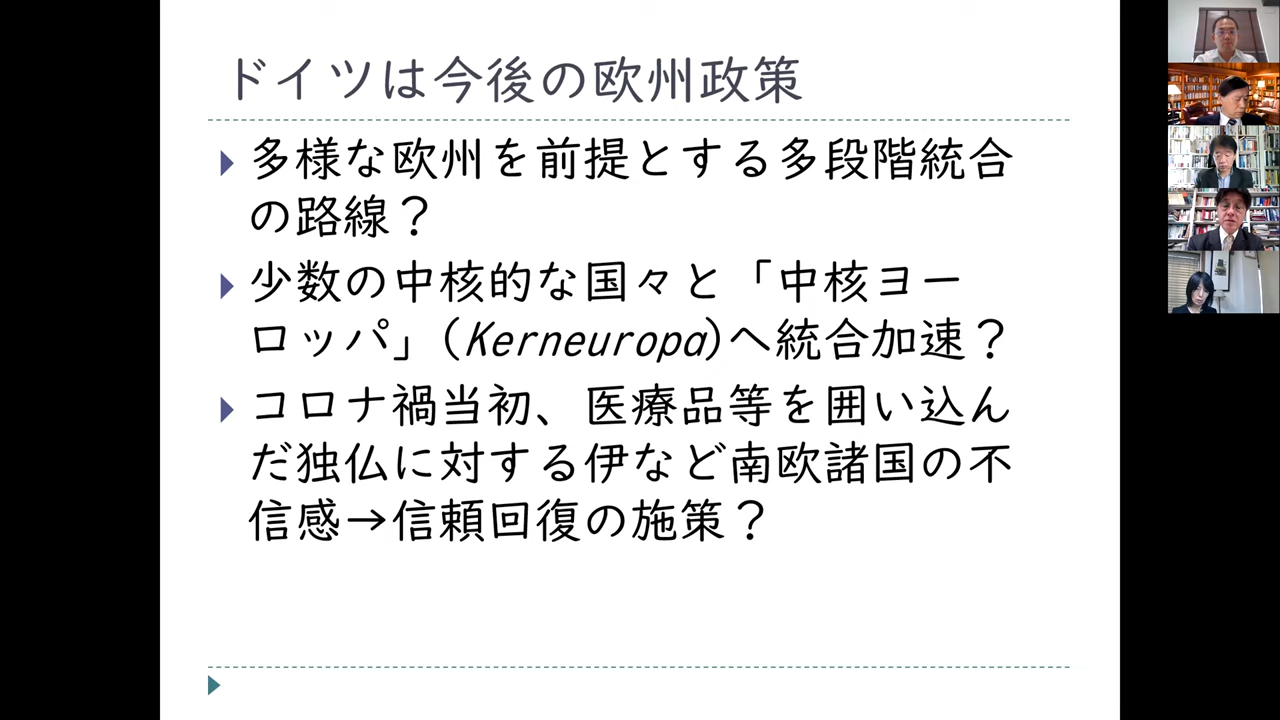 ドイツは今後の欧州政策
多様な欧州を前提とする多段階統合
の路線？
少数の中核的な国々と「中核ヨー
ロッパ」(Kerneuropa)へ統合加速？
コロナ禍当初、医療品等を囲い込ん
だ独仏に対する伊など南欧諸国の不
信感→信頼回復の施策？